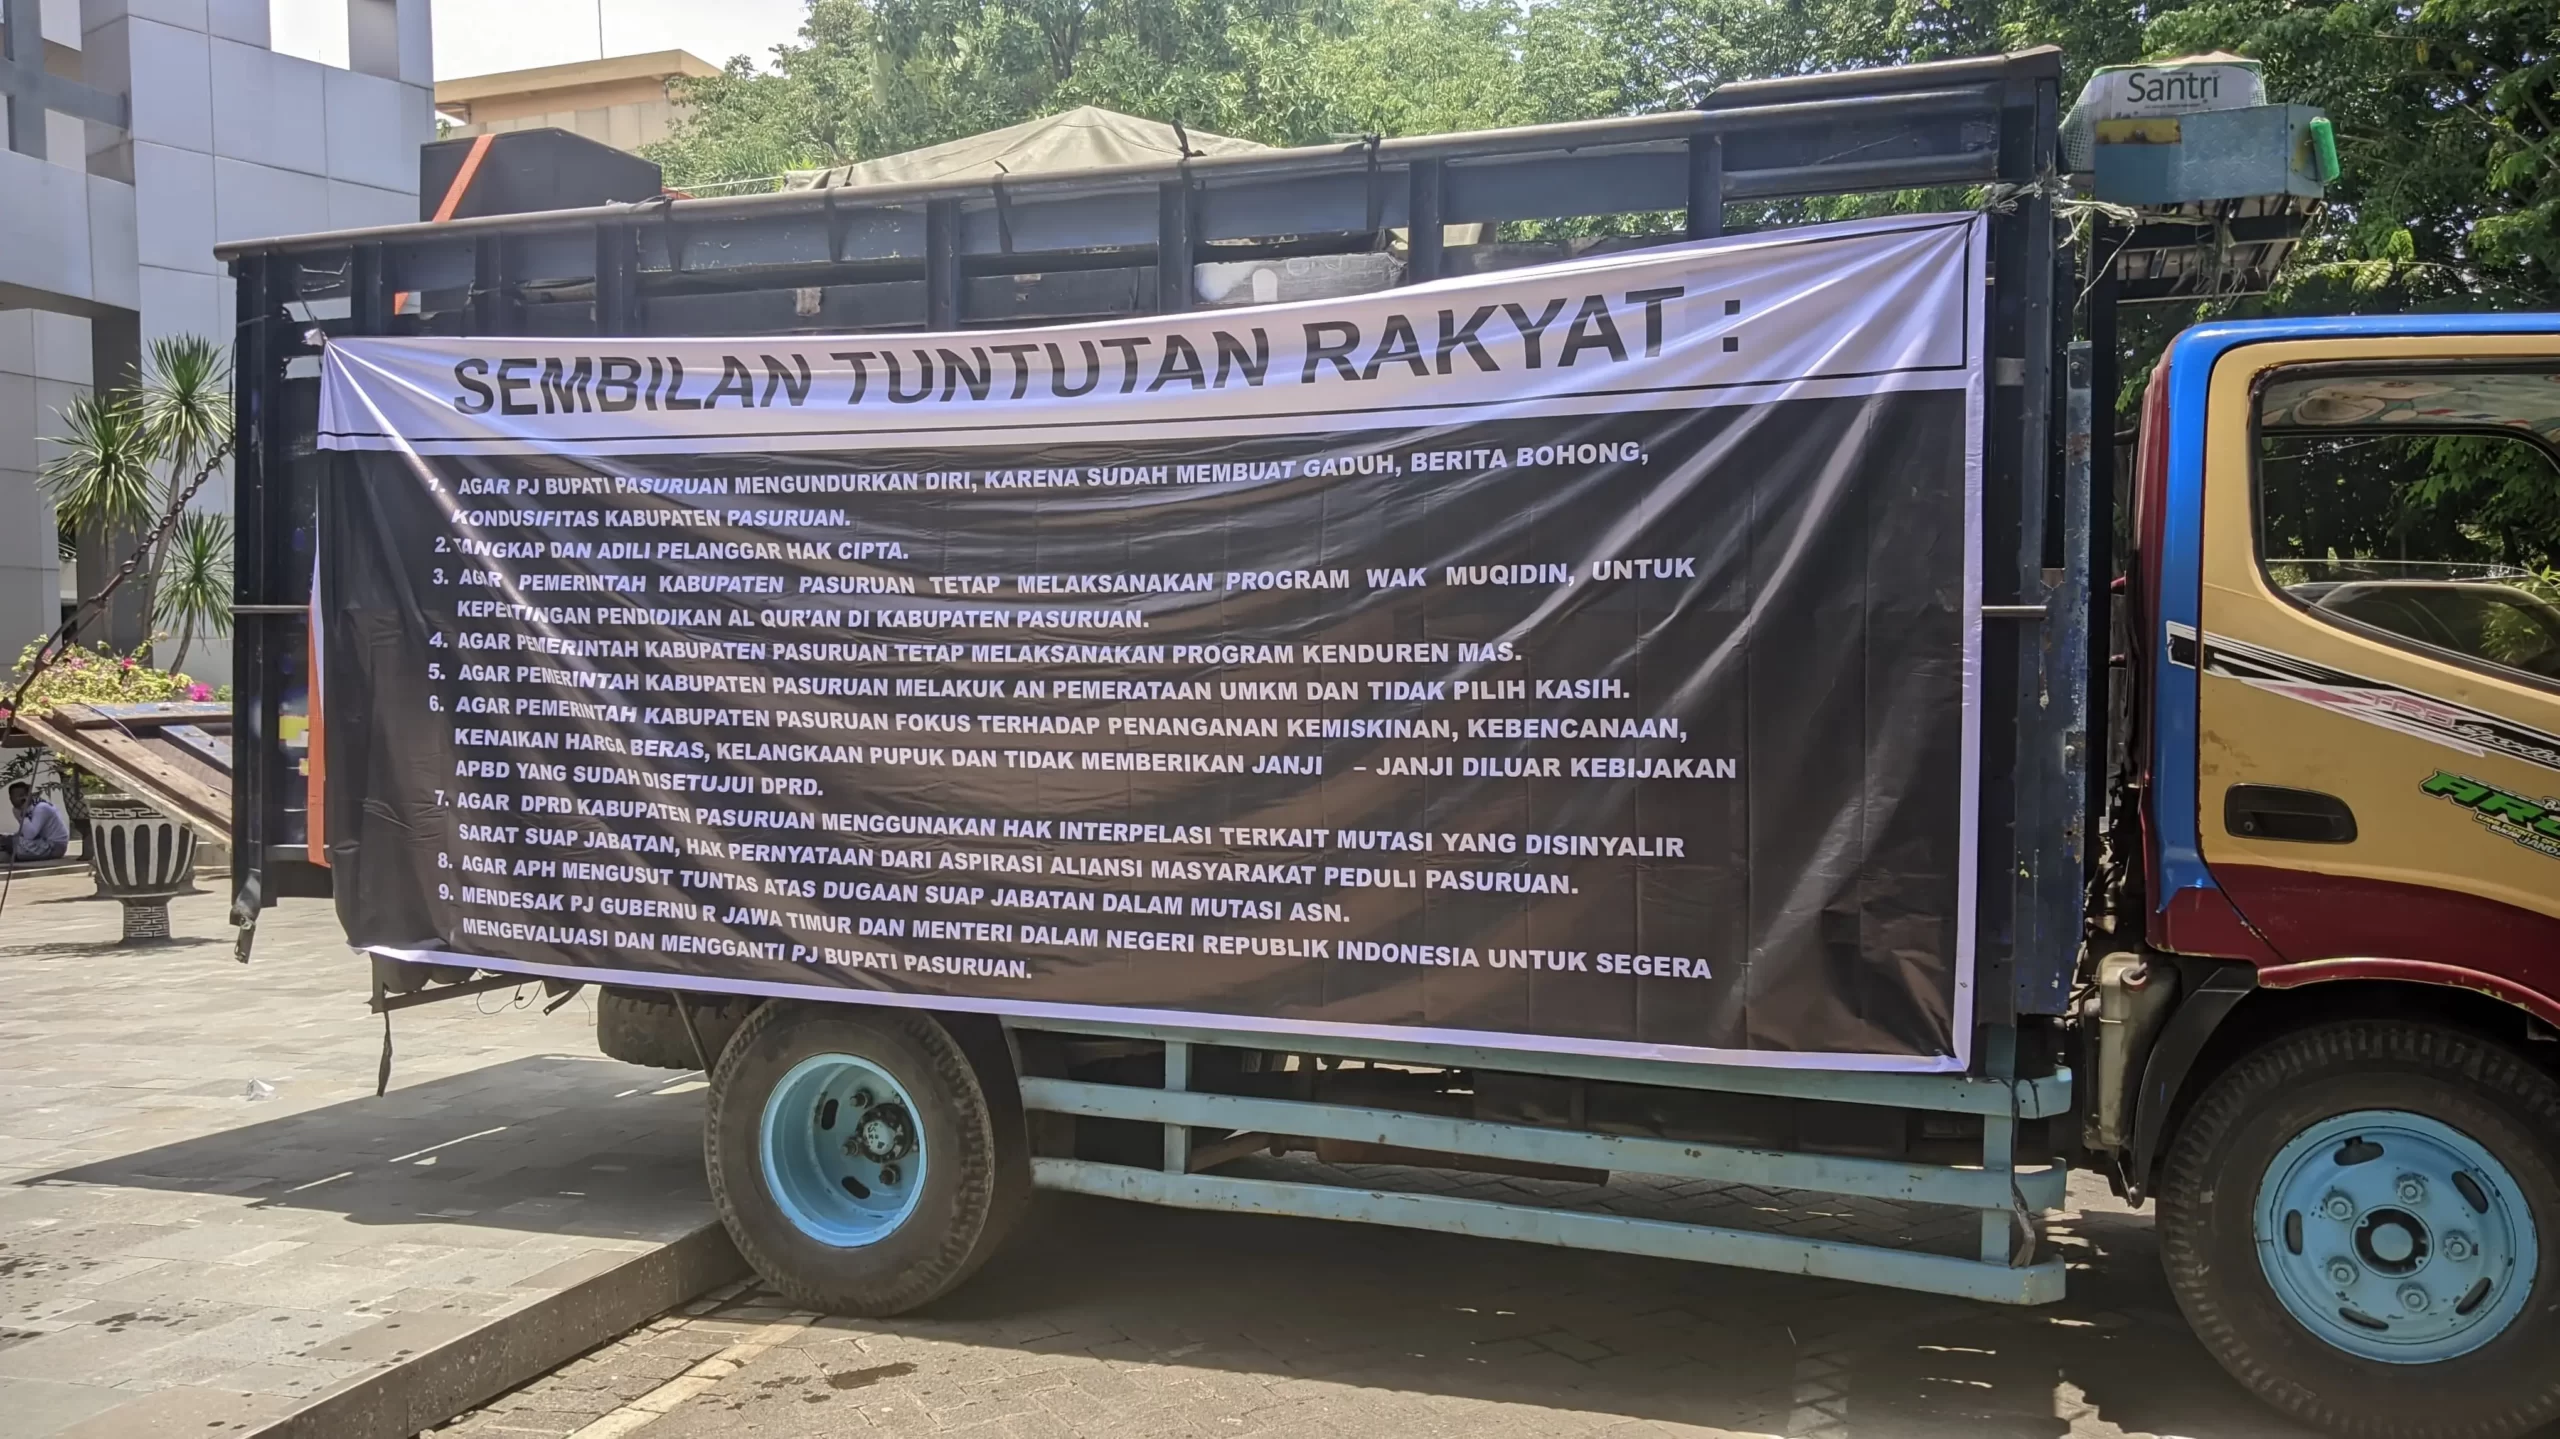 Santri
SEMBILAN TUNTUTAN RAKYAT :
1. AGAR PJ BUPATI PASURUAN MENGUNDURKAN DIRI, KARENA SUDAH MEMBUAT GADUH, BERITA BOHONG,
KONDUSIFITAS KABUPATEN PASURUAN.
2. TANGKAP DAN ADILI PELANGGAR HAK CIPTA.
3. AGAR PEMERINTAH KABUPATEN PASURUAN TETAP MELAKSANAKAN PROGRAM WAK MUQIDIN, UNTUK
KEPENTINGAN PENDIDIKAN AL QUR'AN DI KABUPATEN PASURUAN.
4. AGAR PEMERINTAH KABUPATEN PASURUAN TETAP MELAKSANAKAN PROGRAM KENDUREN MAS.
5. AGAR PEMERINTAH KABUPATEN PASURUAN MELAKUK AN PEMERATAAN UMKM DAN TIDAK PILIH KASIH.
6. AGAR PEMERINTAH KABUPATEN PASURUAN FOKUS TERHADAP PENANGANAN KEMISKINAN, KEBENCANAAN,
KENAIKAN HARGA BERAS, KELANGKAAN PUPUK DAN TIDAK MEMBERIKAN JANJI – JANJI DILUAR KEBIJAKAN
APBD YANG SUDAH DISETUJUI DPRD.
7. AGAR DPRD KABUPATEN PASURUAN MENGGUNAKAN HAK INTERPELASI TERKAIT MUTASI YANG DISINYALIR
SARAT SUAP JABATAN, HAK PERNYATAAN DARI ASPIRASI ALIANSI MASYARAKAT PEDULI PASURUAN.
8. AGAR APH MENGUSUT TUNTAS ATAS DUGAAN SUAP JABATAN DALAM MUTASI ASN.
9. MENDESAK PJ GUBERNU R JAWA TIMUR DAN MENTERI DALAM NEGERI REPUBLIK INDONESIA UNTUK SEGERA
MENGEVALUASI DAN MENGGANTI PJ BUPATI PASURUAN.